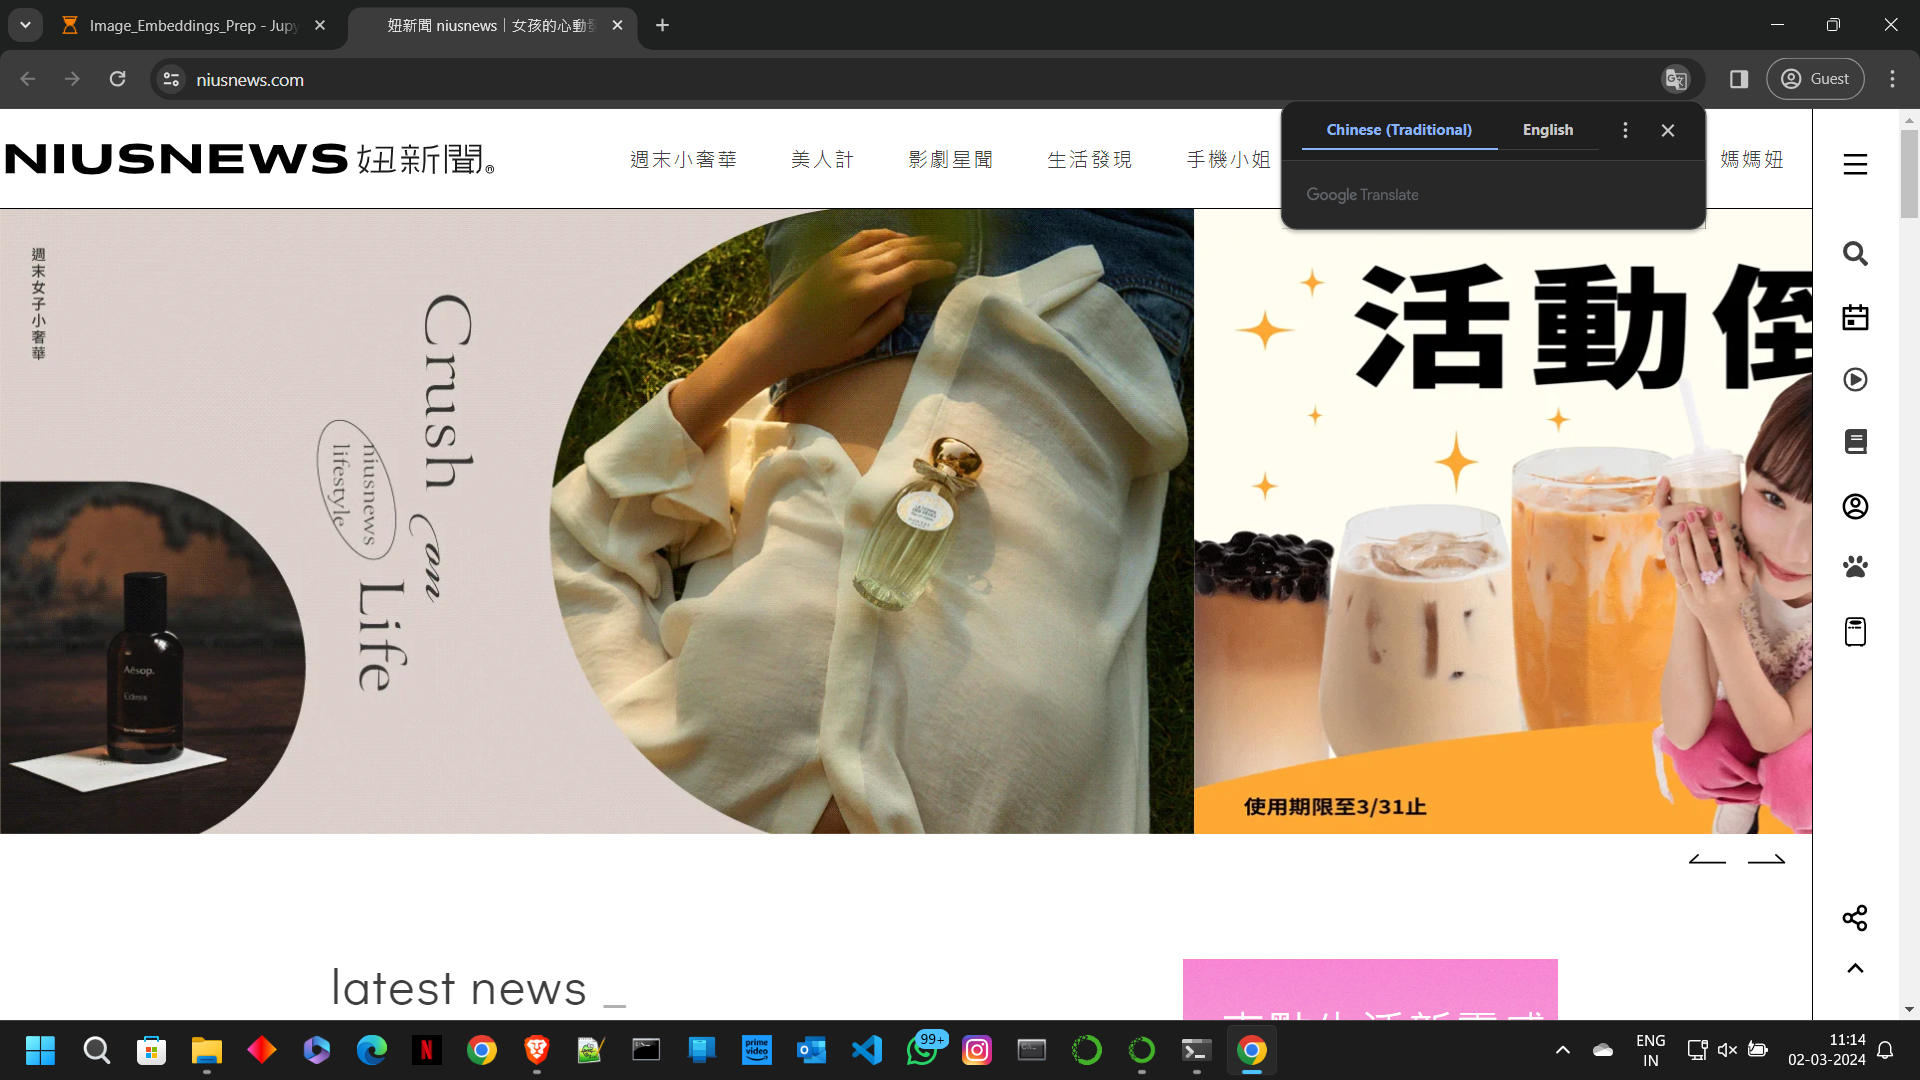 Image_Embeddings_Prep - Jupy
妞新聞 niusnews｜女孩的心動
niusnews.com
Guest
NIUSNEWS 妞新聞®
週末小奢華
美人計
影劇星聞
生活發現
手機小姐
媽媽妞
Chinese (Traditional)
English
Google Translate
週末女子小奢華
Crush on Life
niusnews
lifestyle
Aēsop.
活動倒
使用期限至3/31止
latest news _
prime
video
99+
ENG
IN
11:14
02-03-2024